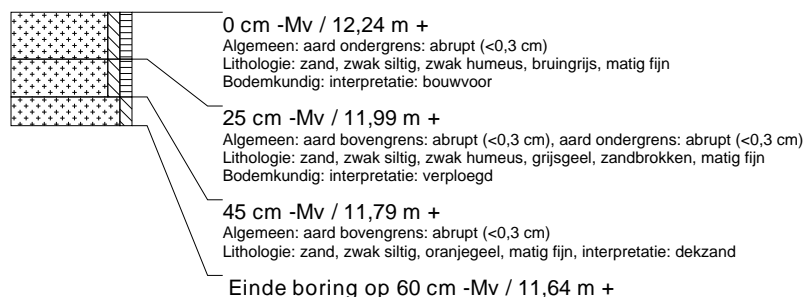 0 cm -Mv / 12,24 m +
Algemeen: aard ondergrens: abrupt (<0,3 cm)
Lithologie: zand, zwak siltig, zwak humeus, bruingrijs, matig fijn
Bodemkundig: interpretatie: bouwvoor
25 cm -Mv / 11,99 m +
Algemeen: aard bovengrens: abrupt (<0,3 cm), aard ondergrens: abrupt (<0,3 cm)
Lithologie: zand, zwak siltig, zwak humeus, grijsgeel, zandbrokken, matig fijn
Bodemkundig: interpretatie: verploegd
45 cm -Mv / 11,79 m +
Algemeen: aard bovengrens: abrupt (<0,3 cm)
Lithologie: zand, zwak siltig, oranjegeel, matig fijn, interpretatie: dekzand
Einde boring op 60 cm -Mv / 11,64 m +